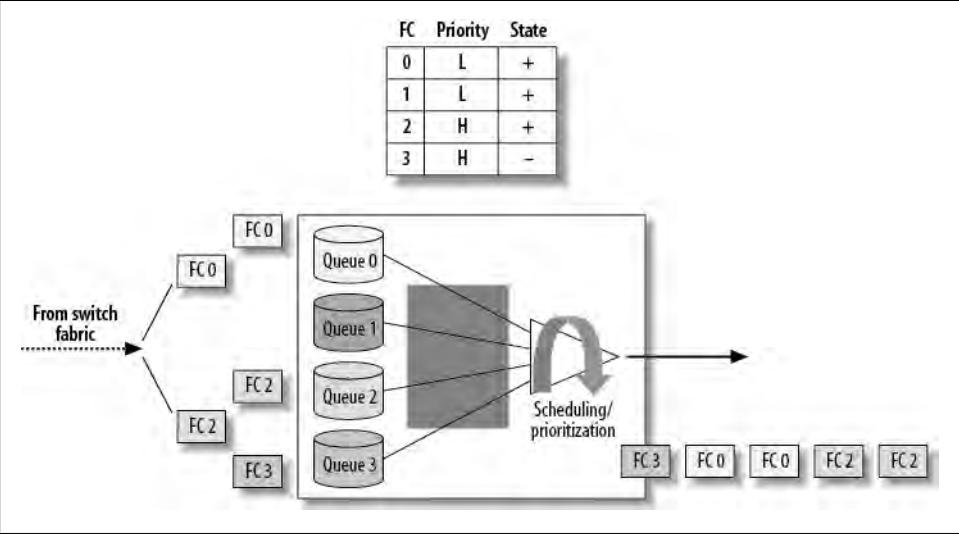 FC Priority State
0 L +
1 L +
2 H +
3 H –
FC 0
Queue 0
FC 0
From switch
fabric
Queue 1
FC 2
Queue 2
FC 2
Scheduling/
prioritization
Queue 3
FC 3
FC 3 FC 0 FC 0 FC 2 FC 2